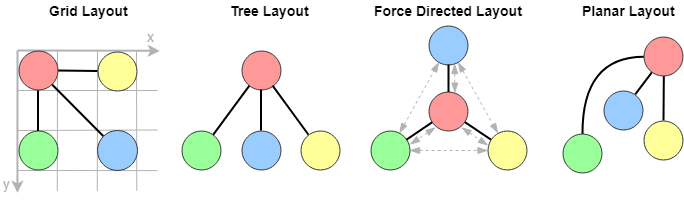 Grid Layout
Tree Layout
Force Directed Layout
Planar Layout
x
y